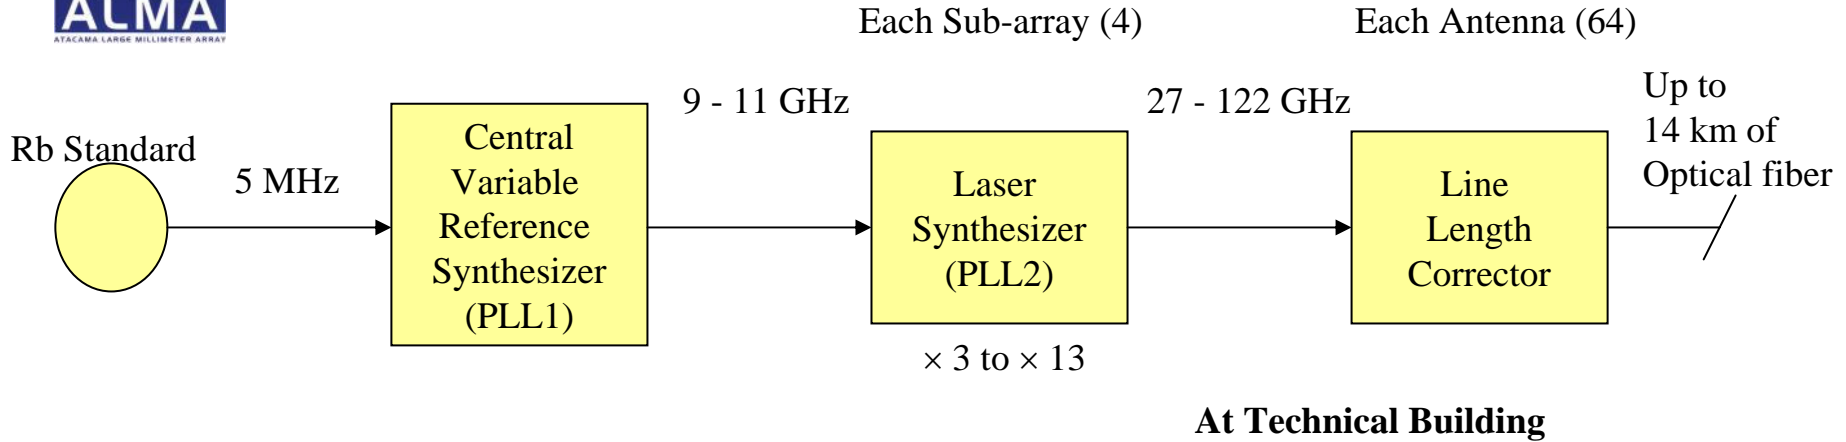 ALMA
ATACAMA LARGE MILLIMETER ARRAY
Each Sub-array (4)
Each Antenna (64)
Rb Standard
5 MHz
Central
Variable
Reference
Synthesizer
(PLL1)
9 - 11 GHz
Laser
Synthesizer
(PLL2)
× 3 to × 13
27 - 122 GHz
Line
Length
Corrector
Up to
14 km of
Optical fiber
At Technical Building